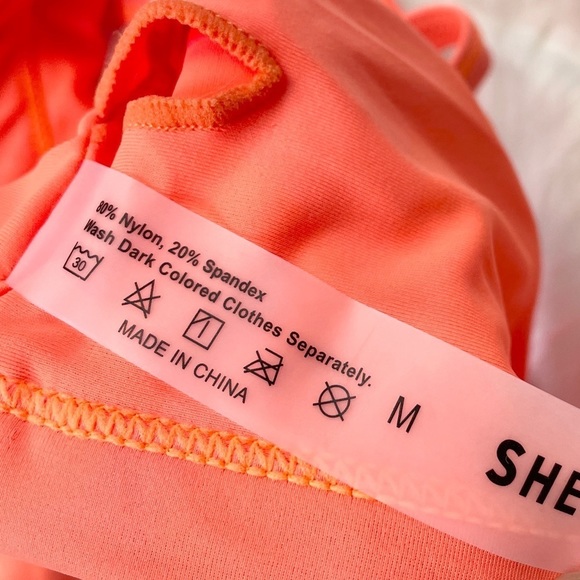 80% Nylon, 20% Spandex
Wash Dark Colored Clothes Separately.
30
MADE IN CHINA
M
SHE